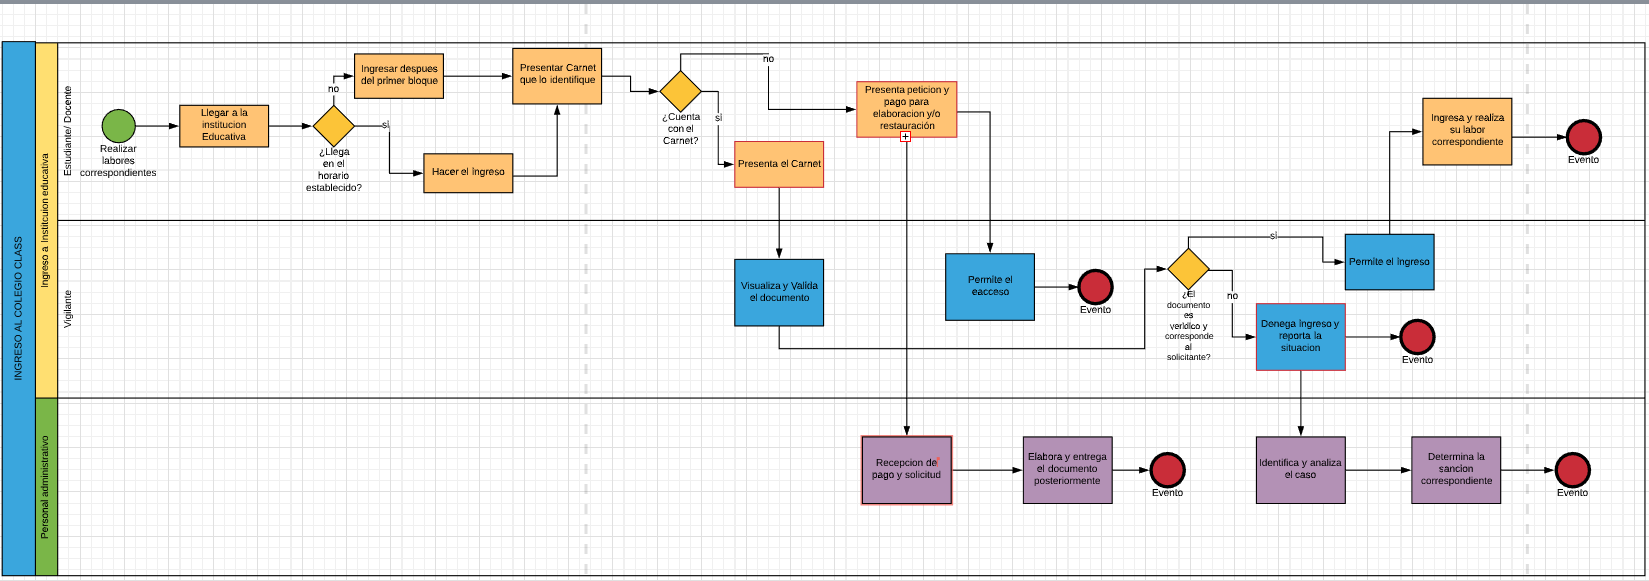 INGRESO AL COLEGIO CLASS
Ingreso a Institcuion educativa
Estudiante/ Docente
Realizar
labores
correspondientes
Llegar a la
institucion
Educativa
¿Llega
en el
horario
establecido?
no
si
Ingresar despues
del primer bloque
Hacer el Ingreso
Presentar Carnet
que lo identifique
¿Cuenta
con el
Carnet?
no
si
Presenta el Carnet
Presenta peticion y
pago para
elaboracion y/o
restauración
Ingresa y realiza
su labor
correspondiente
Evento
Vigilante
Visualiza y Valida
el documento
Permite el
eacceso
Evento
¿El
documento
es
veridico y
corresponde
al
solicitante?
si
no
Permite el Ingreso
Denega ingreso y
reporta la
situacion
Evento
Personal administrativo
Recepcion de
pago y solicitud
Elabora y entrega
el documento
posteriormente
Evento
Identifica y analiza
el caso
Determina la
sancion
correspondiente
Evento